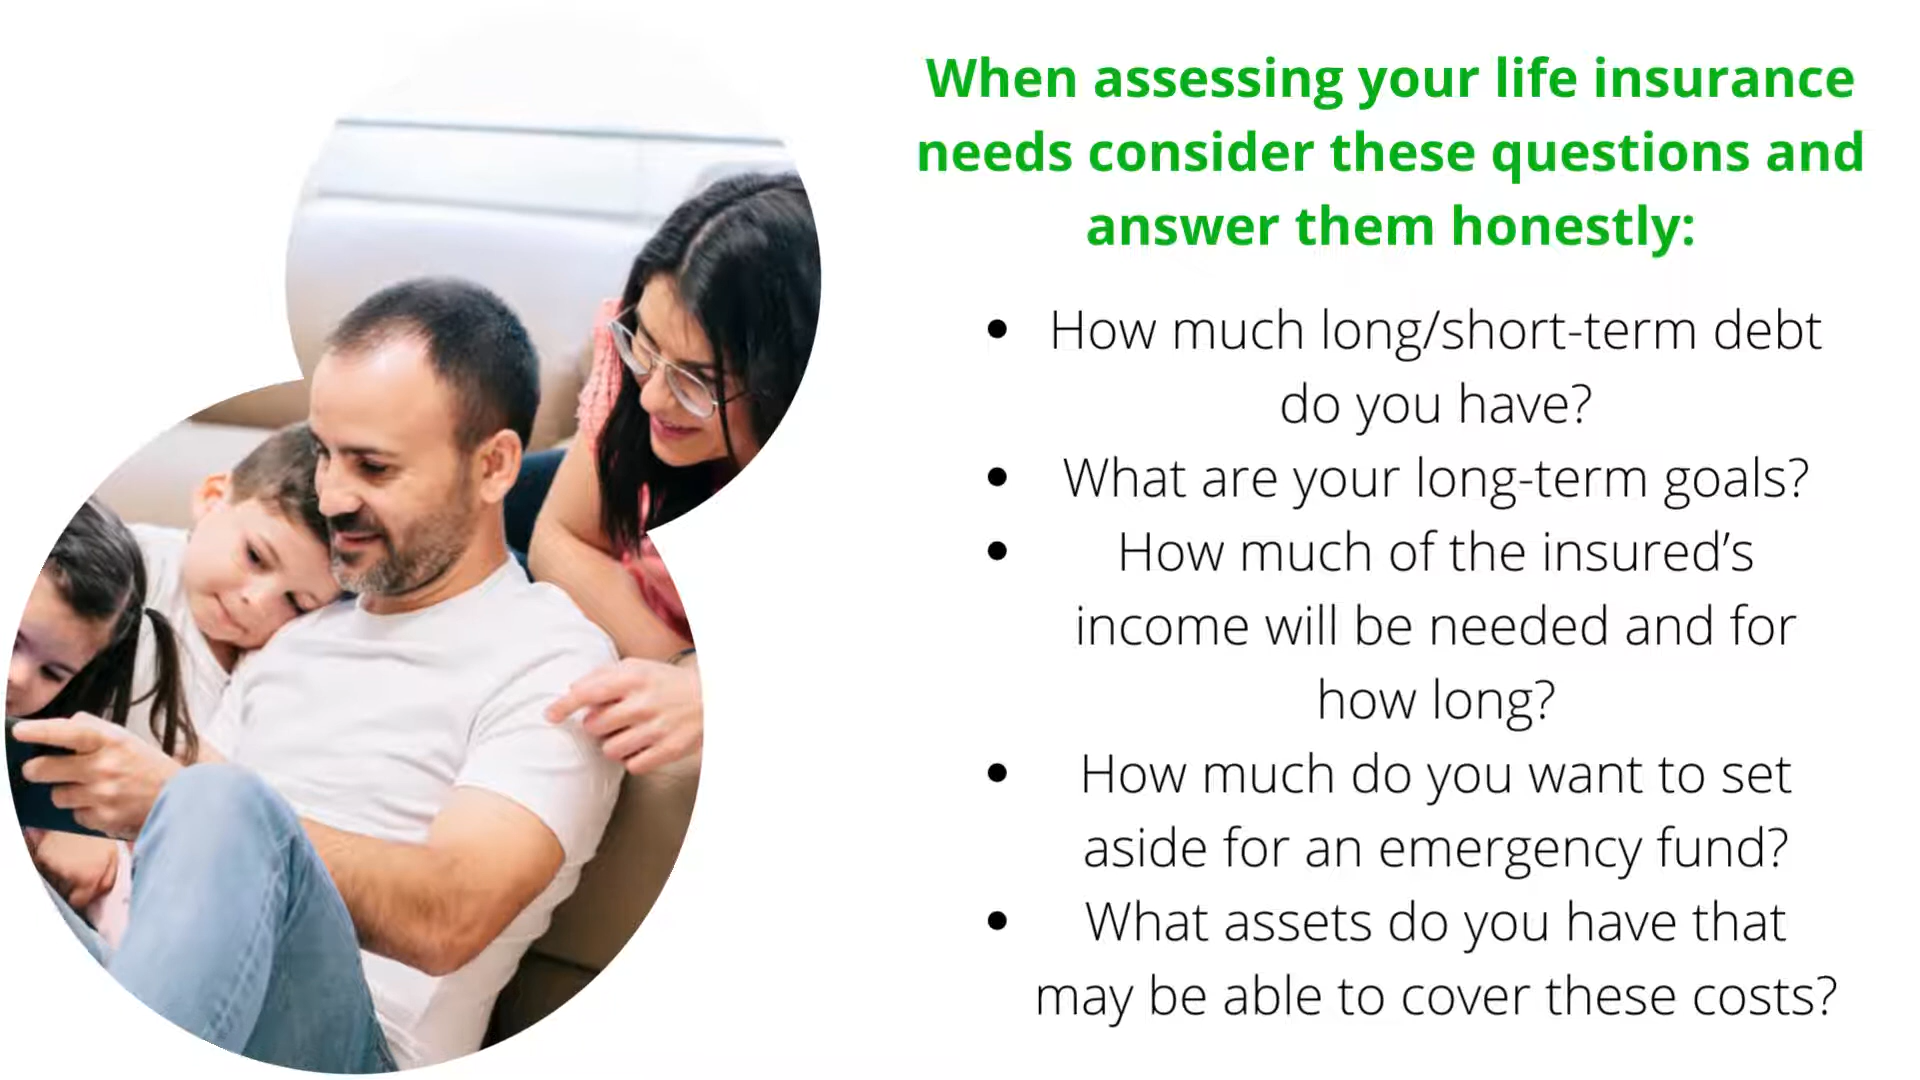 When assessing your life insurance
needs consider these questions and
answer them honestly:
• How much long/short-term debt
do you have?
• What are your long-term goals?
• How much of the insured’s
income will be needed and for
how long?
• How much do you want to set
aside for an emergency fund?
• What assets do you have that
may be able to cover these costs?